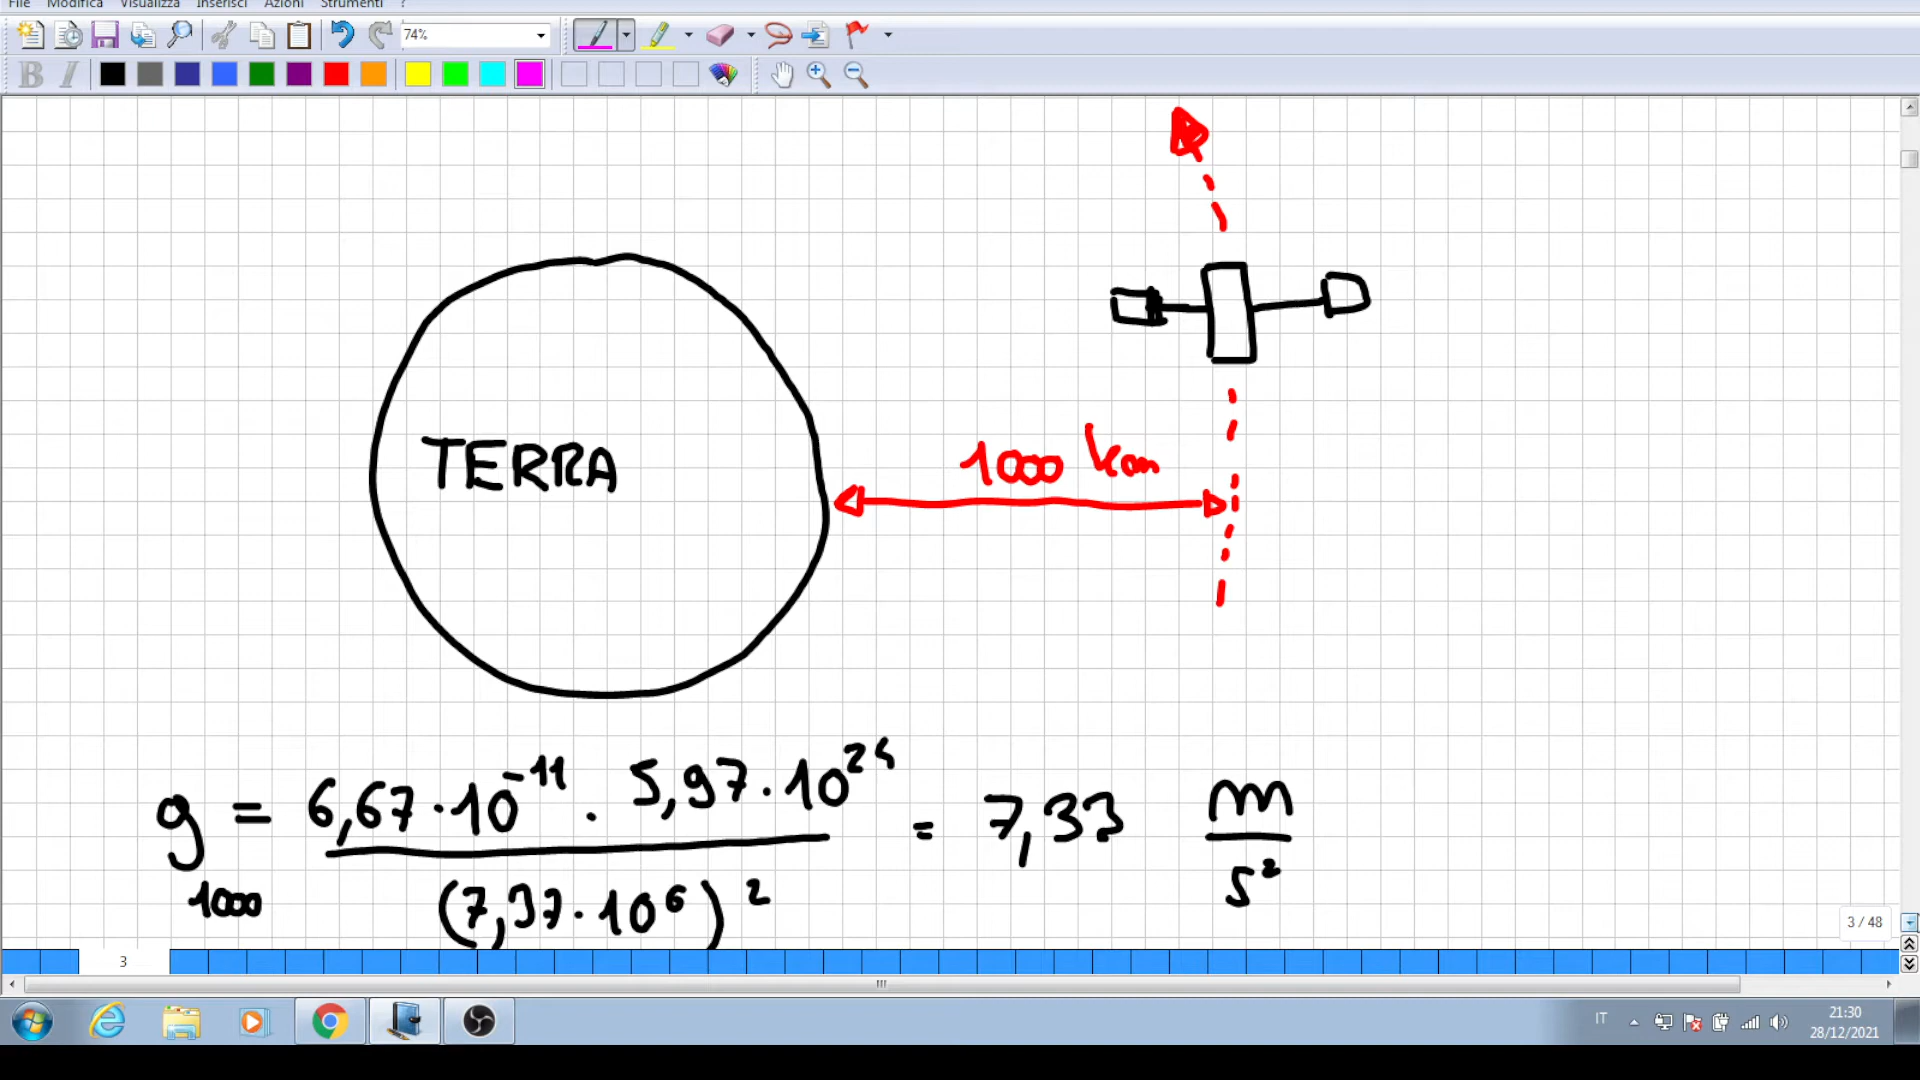 File Modifica Visualizza Inserisci Azioni Strumenti ?
74%
B I
1000 km
TERRA
g1000 = 6,67·10⁻¹¹ · 5,97·10²⁴ = 7,33 m
(7,37·10⁶)² s²
3 / 48
3
IT
21:30
28/12/2021